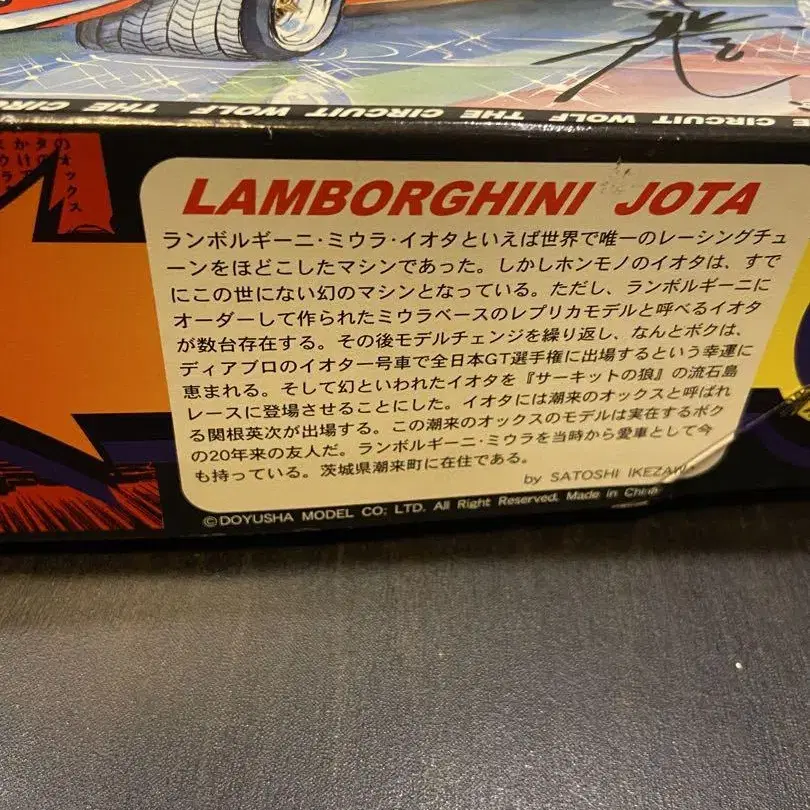 THE CIRCUIT WOLF THE CIRCUIT WOLF THE CIRC
LAMBORGHINI JOTA
ランボルギーニ・ミウラ・イオタといえば世界で唯一のレーシングチュ
ーンをほどこしたマシンであった。しかしホンモノのイオタは、すで
にこの世にない幻のマシンとなっている。ただし、ランボルギーニに
オーダーして作られたミウラベースのレプリカモデルと呼べるイオタ
が数台存在する。その後モデルチェンジを繰り返し、なんとボクは、
ディアブロのイオタ一号車で全日本GT選手権に出場するという幸運に
恵まれる。そして幻といわれたイオタを『サーキットの狼』の流石島
レースに登場させることにした。イオタには潮来のオックスと呼ばれ
る関根英次が出場する。この潮来のオックスのモデルは実在するボク
の20年来の友人だ。ランボルギーニ・ミウラを当時から愛車として今
も持っている。茨城県潮来町に在住である。
by SATOSHI IKEZAWA
©DOYUSHA MODEL CO; LTD. All Right Reserved. Made in China